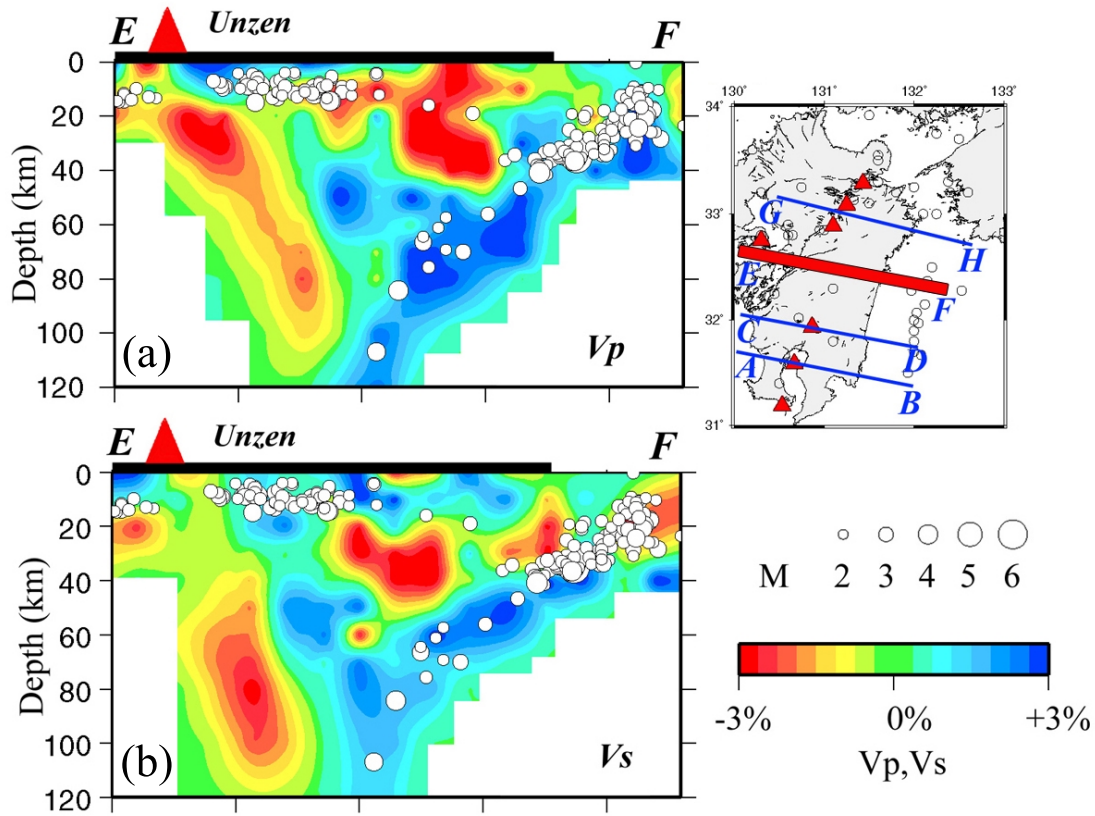 E Unzen F
0
20
40
60
80
100
120
Depth (km)
(a)
Vp
130° 131° 132° 133°
34°
33°
32°
31°
G
H
E
F
C
D
A
B
E Unzen F
0
20
40
60
80
100
120
Depth (km)
(b)
Vs
M 2 3 4 5 6
-3% 0% +3%
Vp,Vs